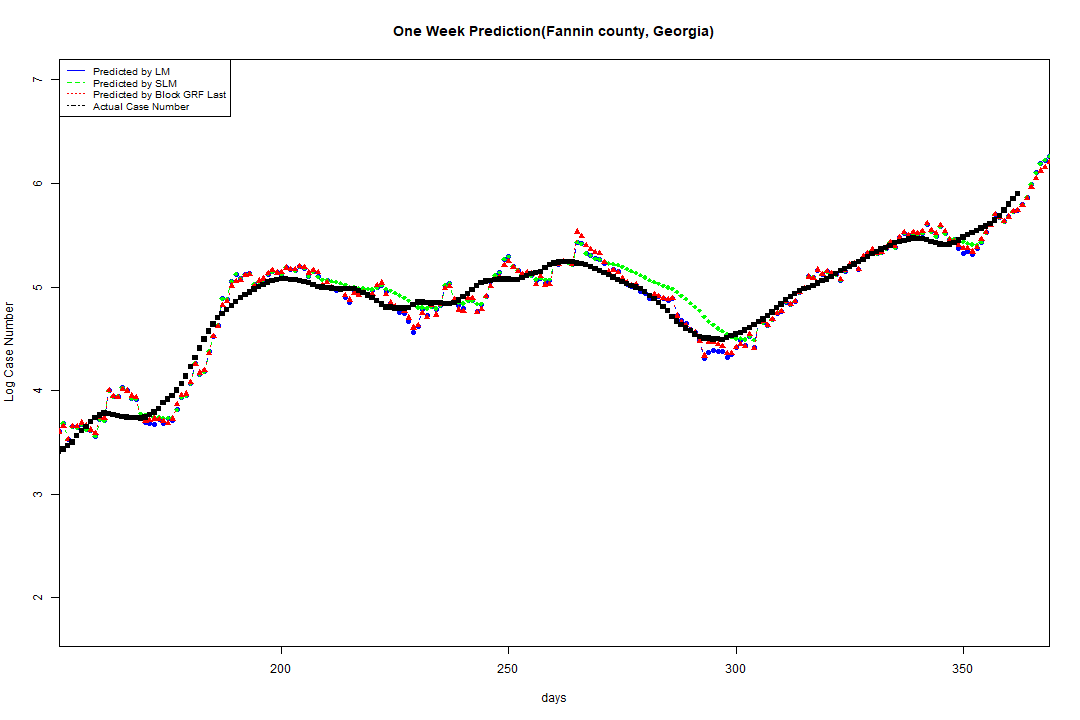 One Week Prediction(Fannin county, Georgia)
Predicted by LM
Predicted by SLM
Predicted by Block GRF Last
Actual Case Number
7
6
5
4
3
2
Log Case Number
200 250 300 350
days